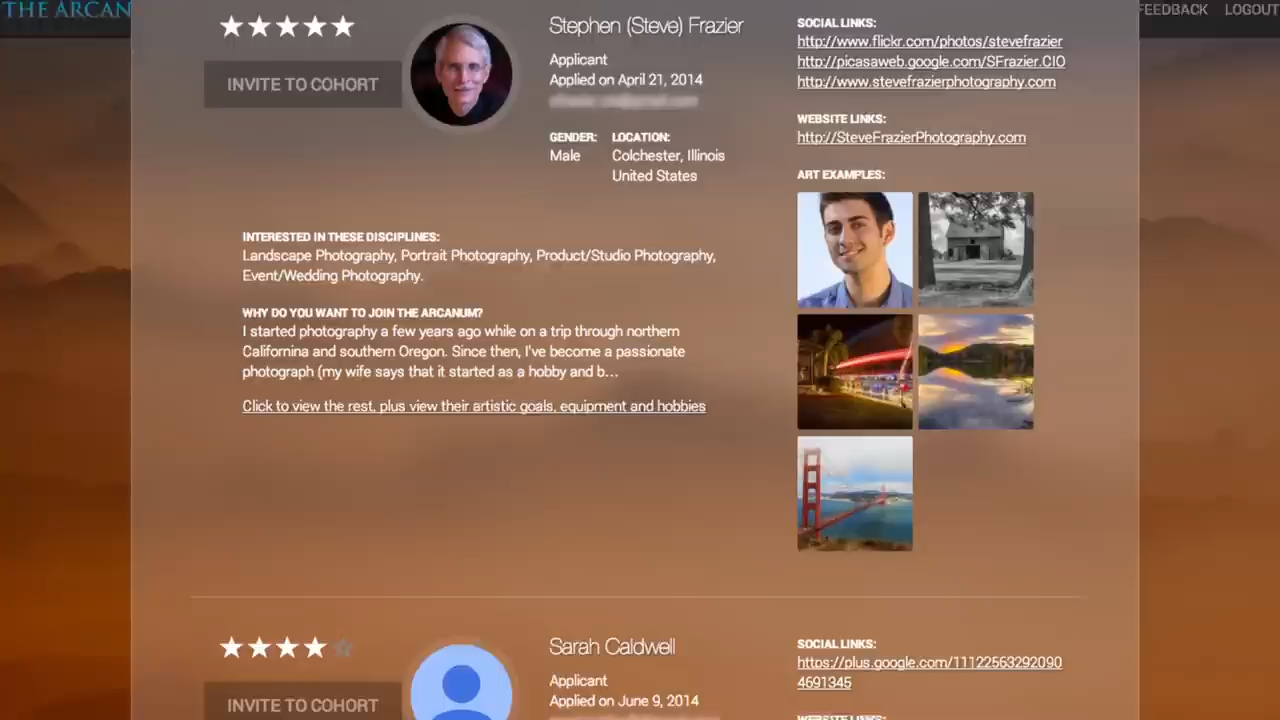 THE ARCAN
FEEDBACK LOGOUT
INVITE TO COHORT
Stephen (Steve) Frazier
Applicant
Applied on April 21, 2014
GENDER: LOCATION:
Male Colchester, Illinois
United States
INTERESTED IN THESE DISCIPLINES:
Landscape Photography, Portrait Photography, Product/Studio Photography,
Event/Wedding Photography.
WHY DO YOU WANT TO JOIN THE ARCANUM?
I started photography a few years ago while on a trip through northern
Califorinina and southern Oregon. Since then, I've become a passionate
photograph (my wife says that it started as a hobby and b...
Click to view the rest, plus view their artistic goals, equipment and hobbies
SOCIAL LINKS:
http://www.flickr.com/photos/stevefrazier
http://picasaweb.google.com/SFrazier.CIO
http://www.stevefrazierphotography.com
WEBSITE LINKS:
http://SteveFrazierPhotography.com
ART EXAMPLES:
INVITE TO COHORT
Sarah Caldwell
Applicant
Applied on June 9, 2014
SOCIAL LINKS:
https://plus.google.com/11122563292090
4691345
WEBSITE LINKS: